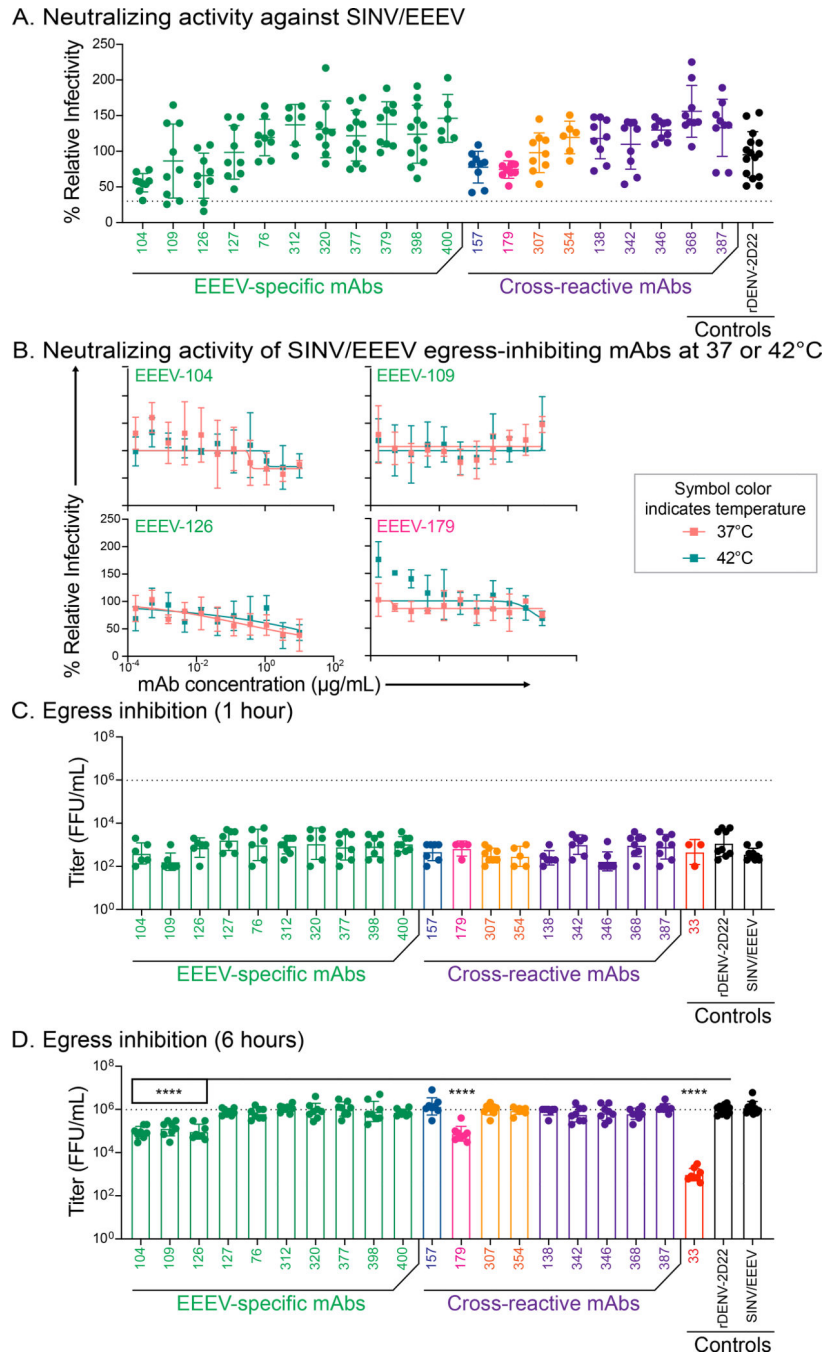 A. Neutralizing activity against SINV/EEEV
% Relative Infectivity
250
200
150
100
50
0
104 109 126 127 76 312 320 377 379 398 400 157 179 307 354 138 342 346 368 387 rDENV-2D22
EEEV-specific mAbs Cross-reactive mAbs
Controls
B. Neutralizing activity of SINV/EEEV egress-inhibiting mAbs at 37 or 42°C
EEEV-104 EEEV-109
EEEV-126 EEEV-179
% Relative Infectivity
250
200
150
100
50
0
10⁻⁴ 10⁻² 10⁰ 10²
mAb concentration (µg/mL)
Symbol color
indicates temperature
37°C
42°C
C. Egress inhibition (1 hour)
Titer (FFU/mL)
10⁸
10⁶
10⁴
10²
10⁰
104 109 126 127 76 312 320 377 398 400 157 179 307 354 138 342 346 368 387 33 rDENV-2D22 SINV/EEEV
EEEV-specific mAbs Cross-reactive mAbs
Controls
D. Egress inhibition (6 hours)
Titer (FFU/mL)
10⁸
10⁶
10⁴
10²
10⁰
**** **** ****
104 109 126 127 76 312 320 377 398 400 157 179 307 354 138 342 346 368 387 33 rDENV-2D22 SINV/EEEV
EEEV-specific mAbs Cross-reactive mAbs
Controls